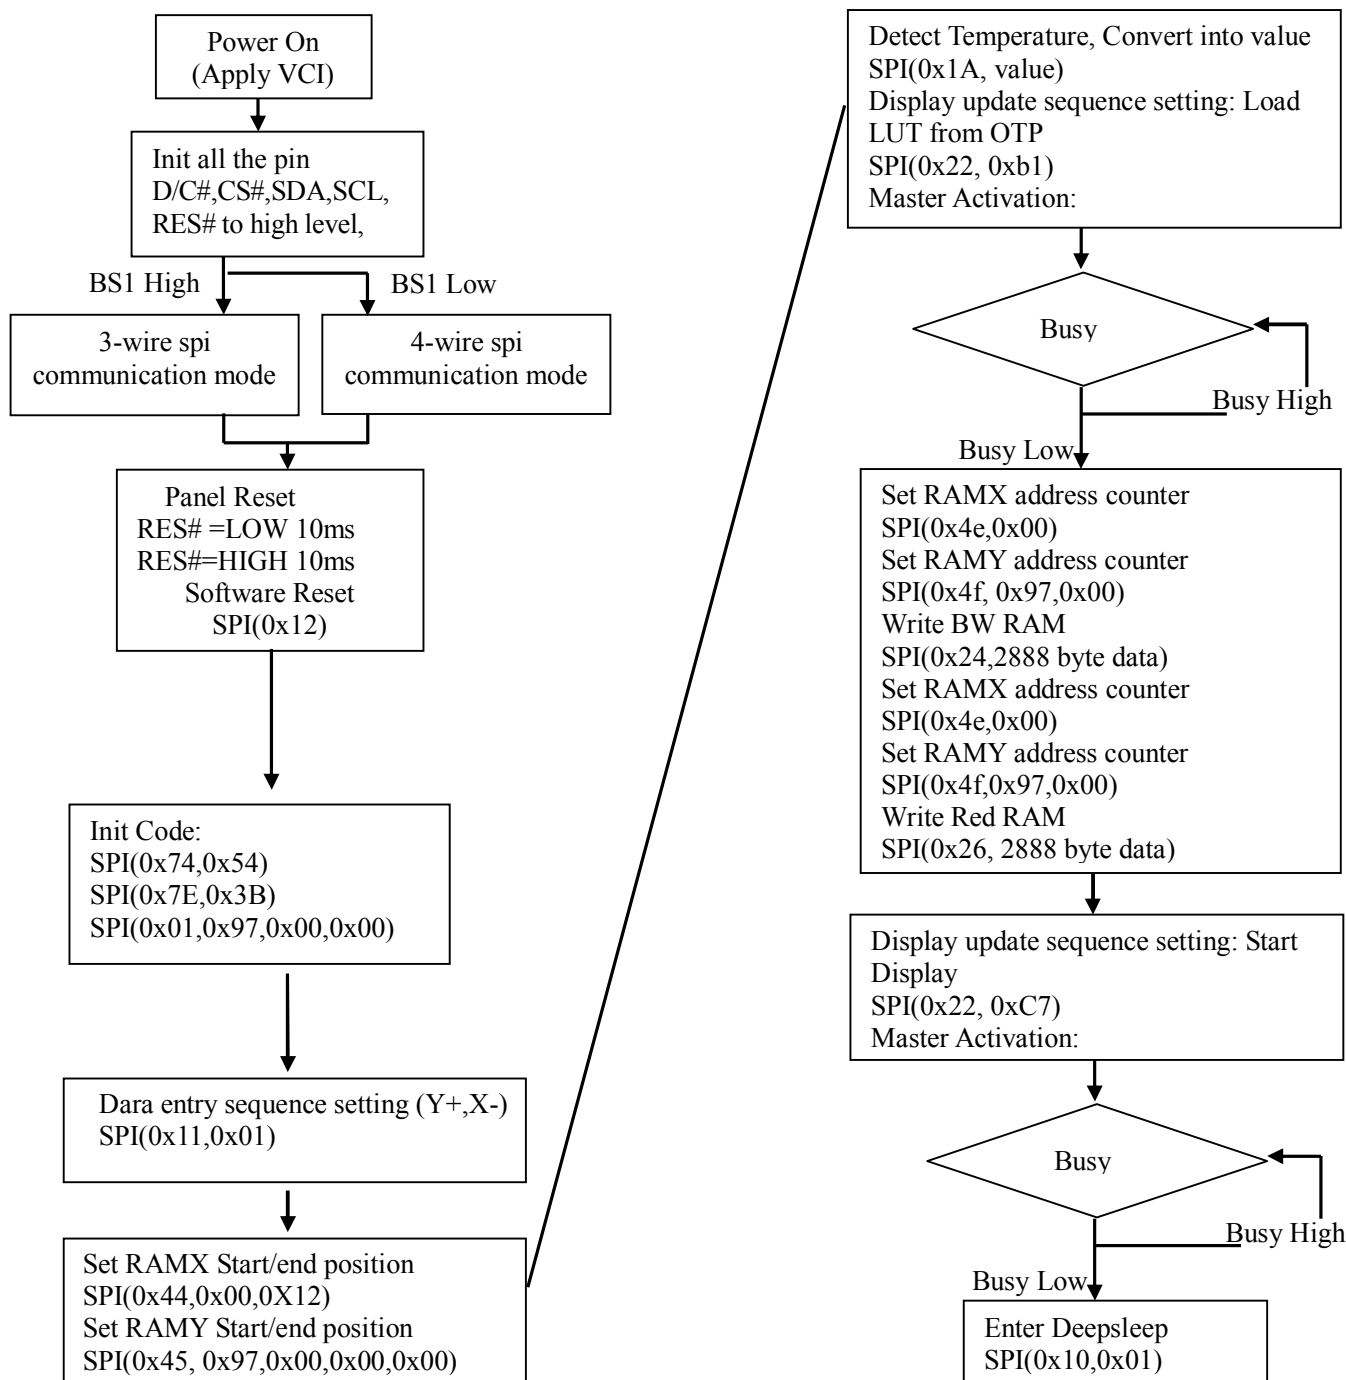 Power On
(Apply VCI)
Init all the pin
D/C#,CS#,SDA,SCL,
RES# to high level,
BS1 High
BS1 Low
3-wire spi
communication mode
4-wire spi
communication mode
Panel Reset
RES# =LOW 10ms
RES#=HIGH 10ms
Software Reset
SPI(0x12)
Init Code:
SPI(0x74,0x54)
SPI(0x7E,0x3B)
SPI(0x01,0x97,0x00,0x00)
Dara entry sequence setting (Y+,X-)
SPI(0x11,0x01)
Set RAMX Start/end position
SPI(0x44,0x00,0X12)
Set RAMY Start/end position
SPI(0x45, 0x97,0x00,0x00,0x00)
Detect Temperature, Convert into value
SPI(0x1A, value)
Display update sequence setting: Load
LUT from OTP
SPI(0x22, 0xb1)
Master Activation:
Busy
Busy High
Busy Low
Set RAMX address counter
SPI(0x4e,0x00)
Set RAMY address counter
SPI(0x4f, 0x97,0x00)
Write BW RAM
SPI(0x24,2888 byte data)
Set RAMX address counter
SPI(0x4e,0x00)
Set RAMY address counter
SPI(0x4f,0x97,0x00)
Write Red RAM
SPI(0x26, 2888 byte data)
Display update sequence setting: Start
Display
SPI(0x22, 0xC7)
Master Activation:
Busy
Busy High
Busy Low
Enter Deepsleep
SPI(0x10,0x01)